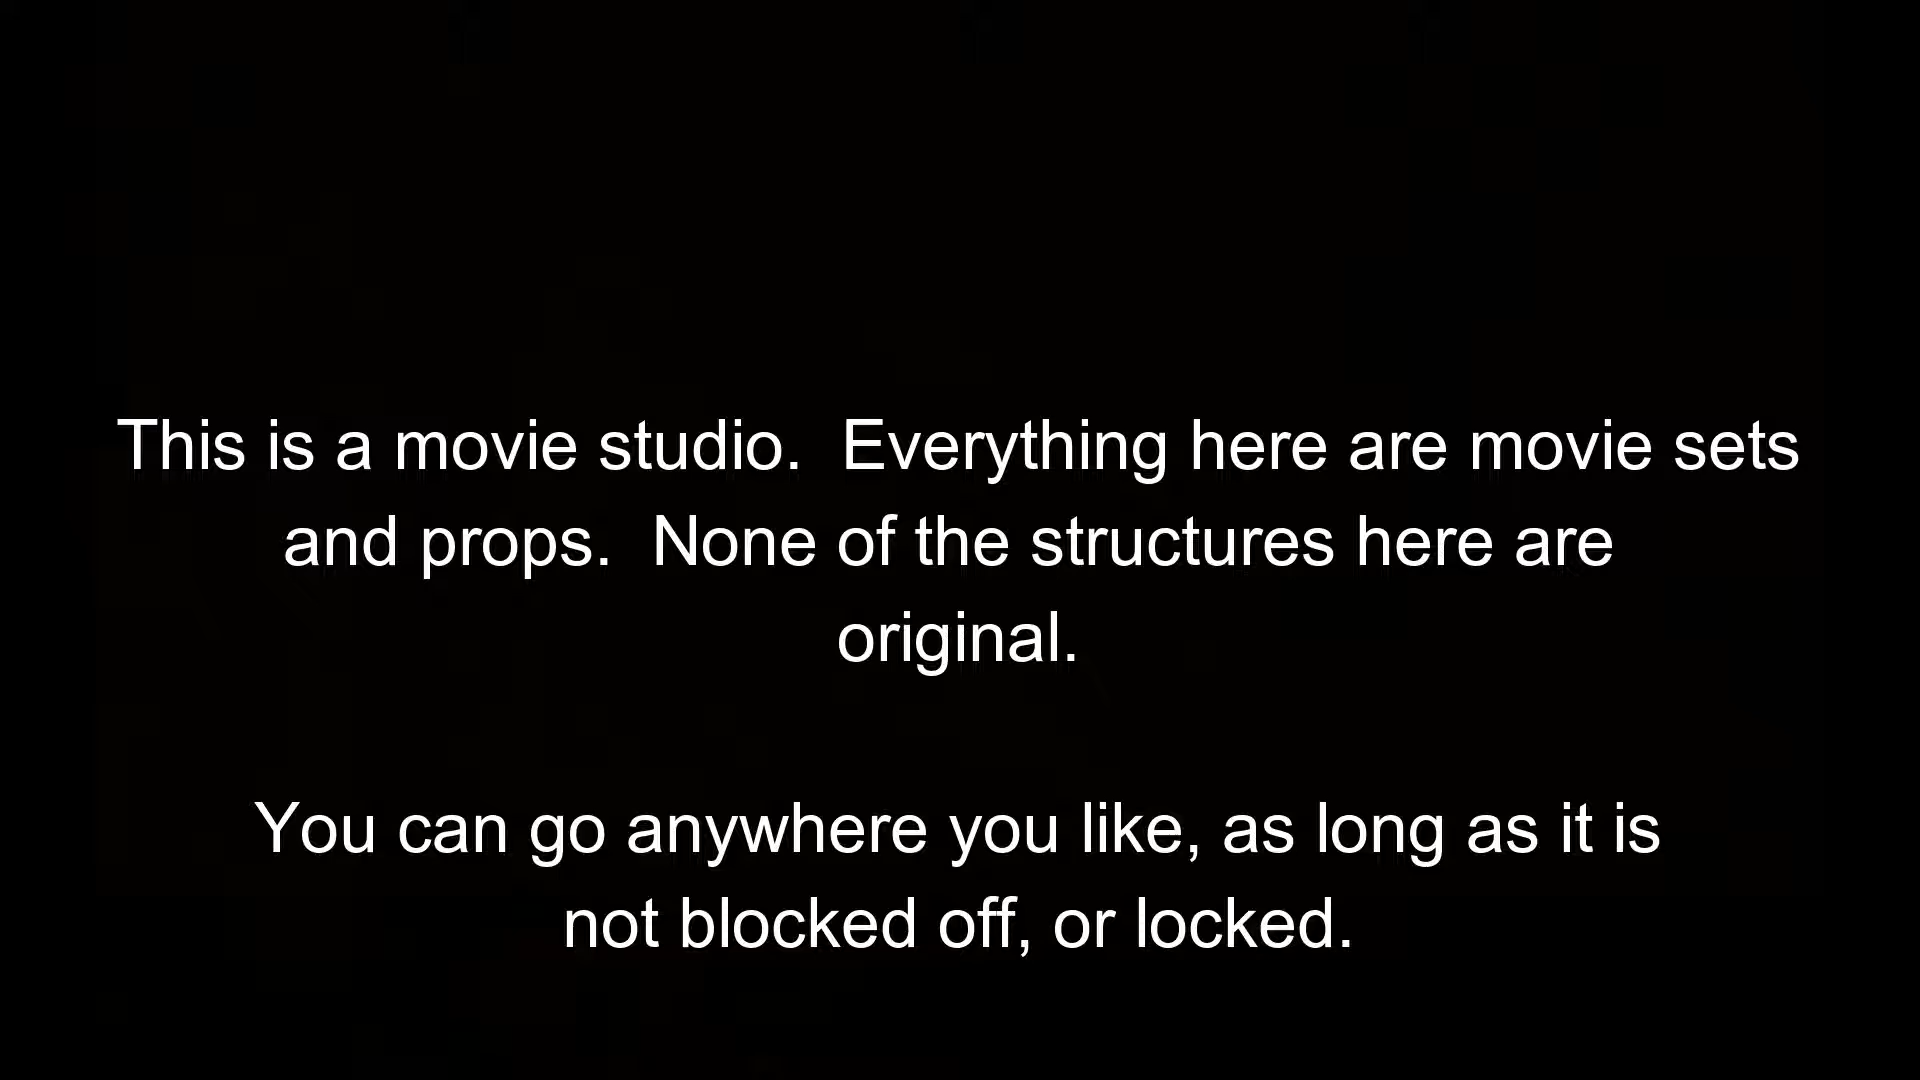 This is a movie studio.  Everything here are movie sets
and props.  None of the structures here are
original.
You can go anywhere you like, as long as it is
not blocked off, or locked.